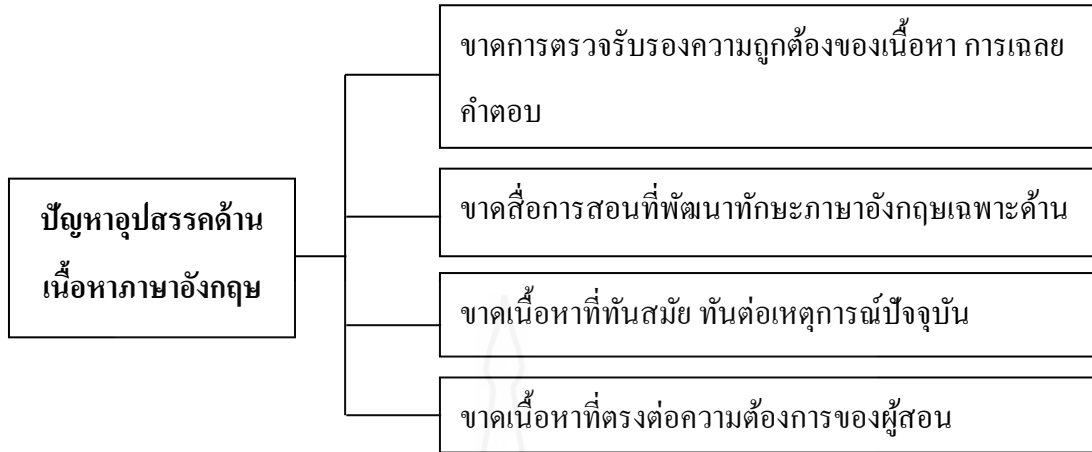 ขาดการตรวจรับรองความถูกต้องของเนื้อหา การเฉลย
คำตอบ
ปัญหาอุปสรรคด้าน
เนื้อหาภาษาอังกฤษ
ขาดสื่อการสอนที่พัฒนาทักษะภาษาอังกฤษเฉพาะด้าน
ขาดเนื้อหาที่ทันสมัย ทันต่อเหตุการณ์ปัจจุบัน
ขาดเนื้อหาที่ตรงต่อความต้องการของผู้สอน